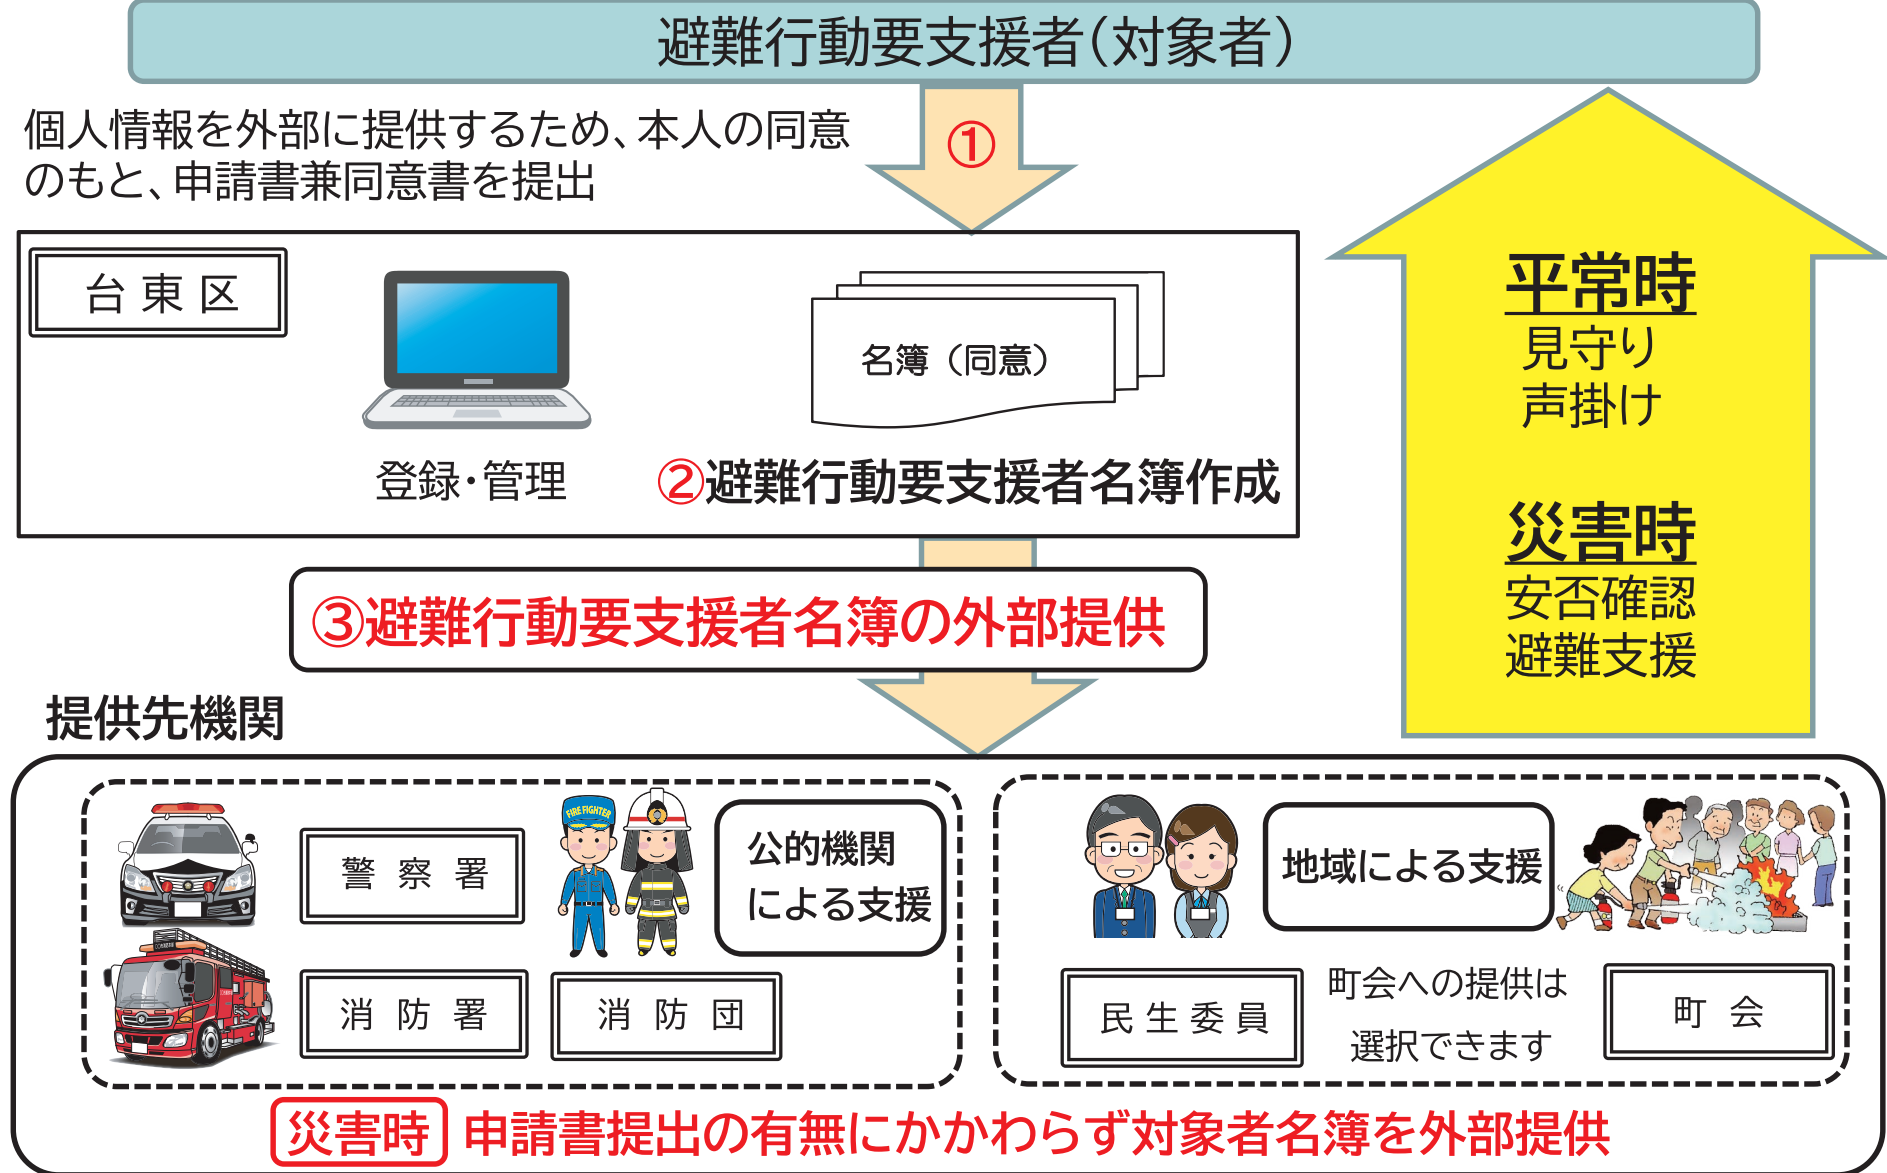 避難行動要支援者(対象者)
個人情報を外部に提供するため、本人の同意
のもと、申請書兼同意書を提出
①
台東区
名簿（同意）
登録・管理
②避難行動要支援者名簿作成
平常時
見守り
声掛け
災害時
安否確認
避難支援
③避難行動要支援者名簿の外部提供
提供先機関
警察署
FIRE FIGHTER
公的機関
による支援
消防署
消防団
地域による支援
民生委員
町会への提供は
選択できます
町会
災害時 申請書提出の有無にかかわらず対象者名簿を外部提供